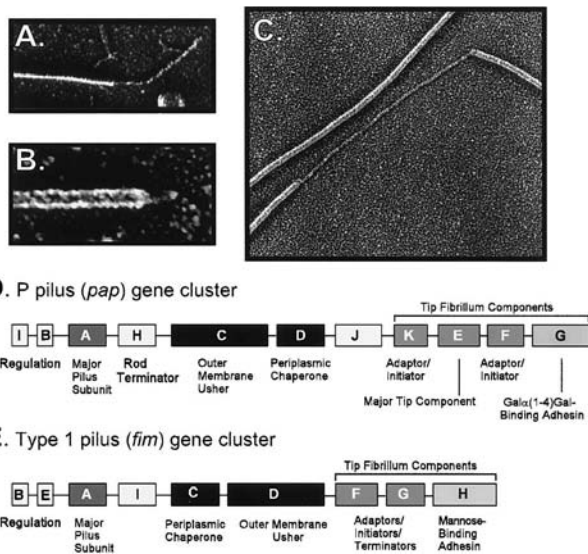 A.
B.
C.
D. P pilus (pap) gene cluster
Tip Fibrillum Components
I B A H C D J K E F G
Regulation
Major
Pilus
Subunit
Rod
Terminator
Outer
Membrane
Usher
Periplasmic
Chaperone
Adaptor/
Initiator
Major Tip Component
Adaptor/
Initiator
Galα(1-4)Gal-
Binding Adhesin
E. Type 1 pilus (fim) gene cluster
Tip Fibrillum Components
B E A I C D F G H
Regulation
Major
Pilus
Subunit
Periplasmic
Chaperone
Outer Membrane
Usher
Adaptors/
Initiators/
Terminators
Mannose-
Binding
Adhesin